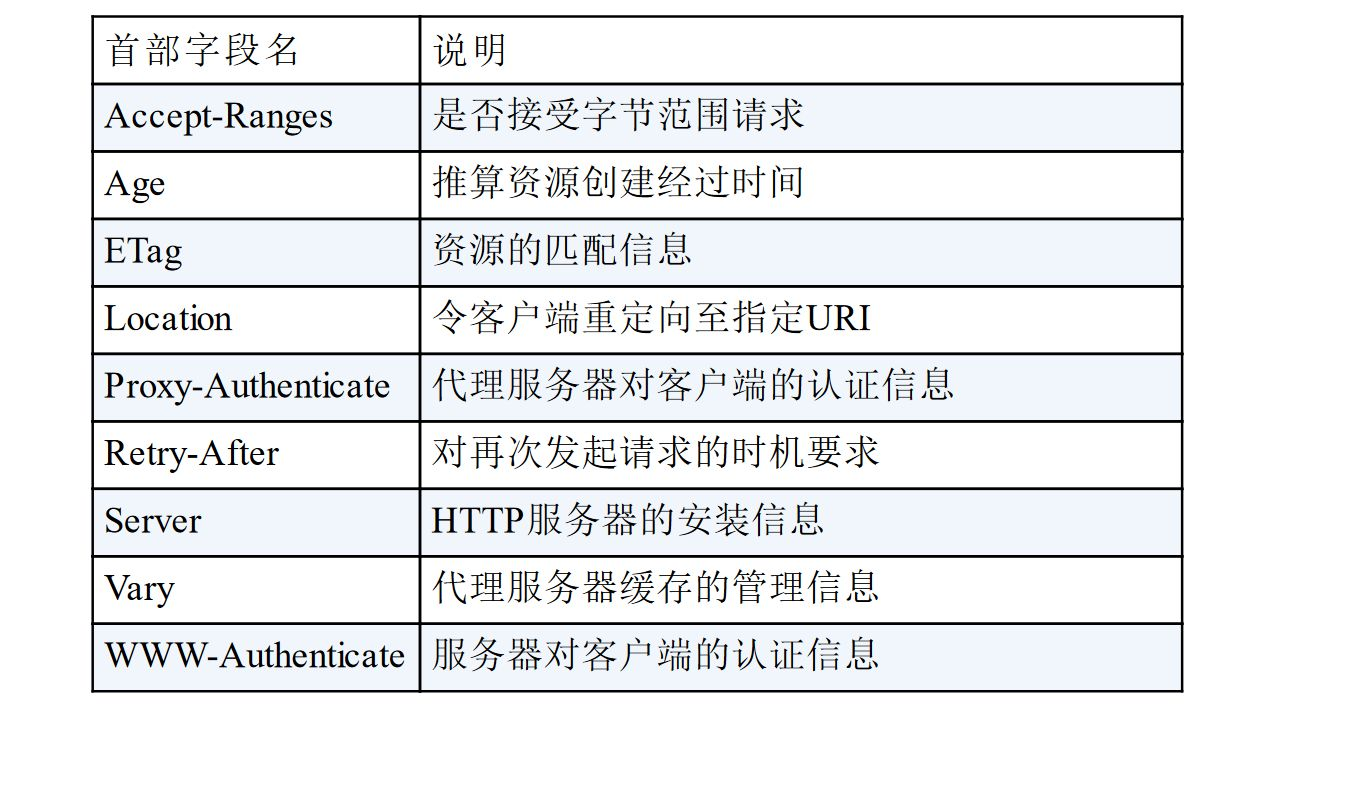 首部字段名 说明
Accept-Ranges 是否接受字节范围请求
Age 推算资源创建经过时间
ETag 资源的匹配信息
Location 令客户端重定向至指定URI
Proxy-Authenticate 代理服务器对客户端的认证信息
Retry-After 对再次发起请求的时机要求
Server HTTP服务器的安装信息
Vary 代理服务器缓存的管理信息
WWW-Authenticate 服务器对客户端的认证信息